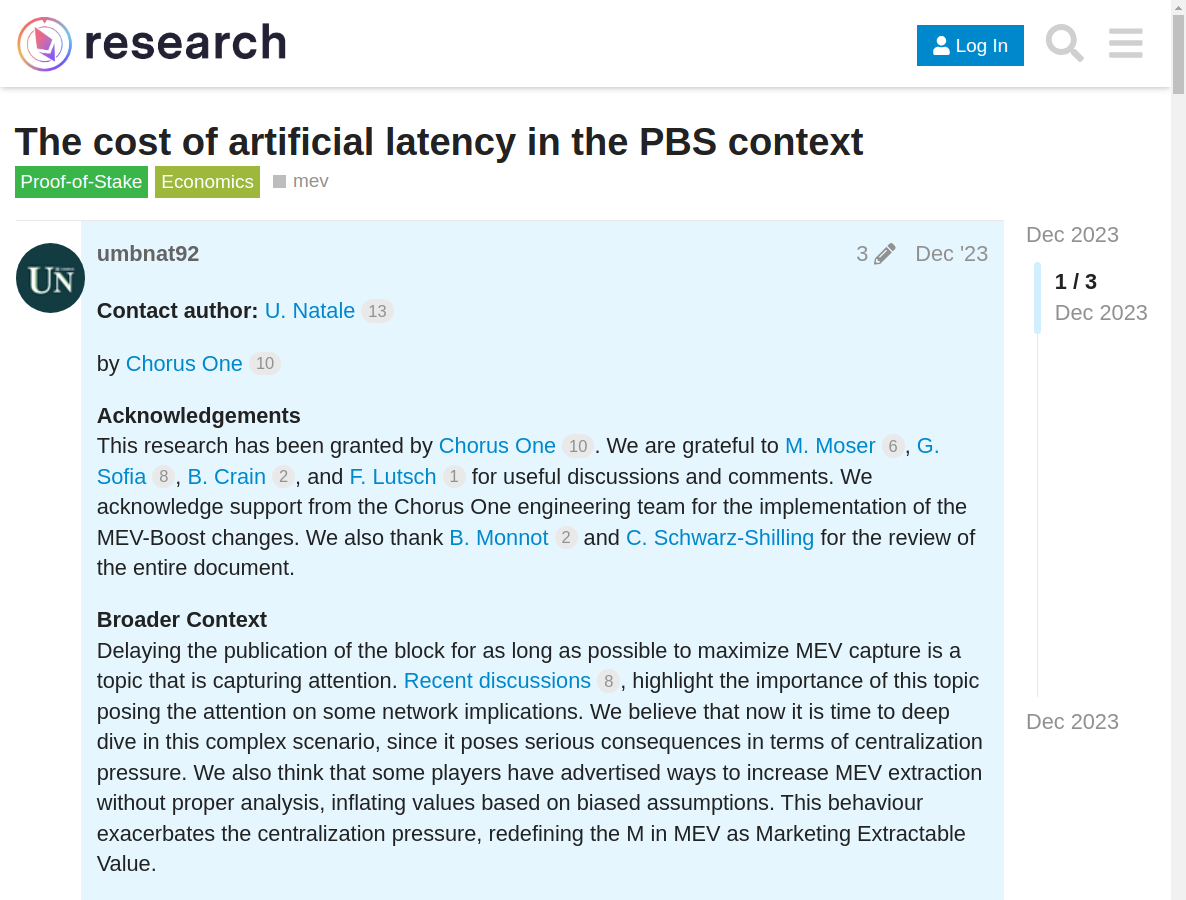 research
Log In
The cost of artificial latency in the PBS context
Proof-of-Stake Economics mev
umbnat92 3 Dec '23
UN
Contact author: U. Natale 13
by Chorus One 10
Acknowledgements
This research has been granted by Chorus One 10. We are grateful to M. Moser 6, G.
Sofia 8, B. Crain 2, and F. Lutsch 1 for useful discussions and comments. We
acknowledge support from the Chorus One engineering team for the implementation of the
MEV-Boost changes. We also thank B. Monnot 2 and C. Schwarz-Shilling for the review of
the entire document.
Broader Context
Delaying the publication of the block for as long as possible to maximize MEV capture is a
topic that is capturing attention. Recent discussions 8, highlight the importance of this topic
posing the attention on some network implications. We believe that now it is time to deep
dive in this complex scenario, since it poses serious consequences in terms of centralization
pressure. We also think that some players have advertised ways to increase MEV extraction
without proper analysis, inflating values based on biased assumptions. This behaviour
exacerbates the centralization pressure, redefining the M in MEV as Marketing Extractable
Value.
Dec 2023
1 / 3
Dec 2023
Dec 2023